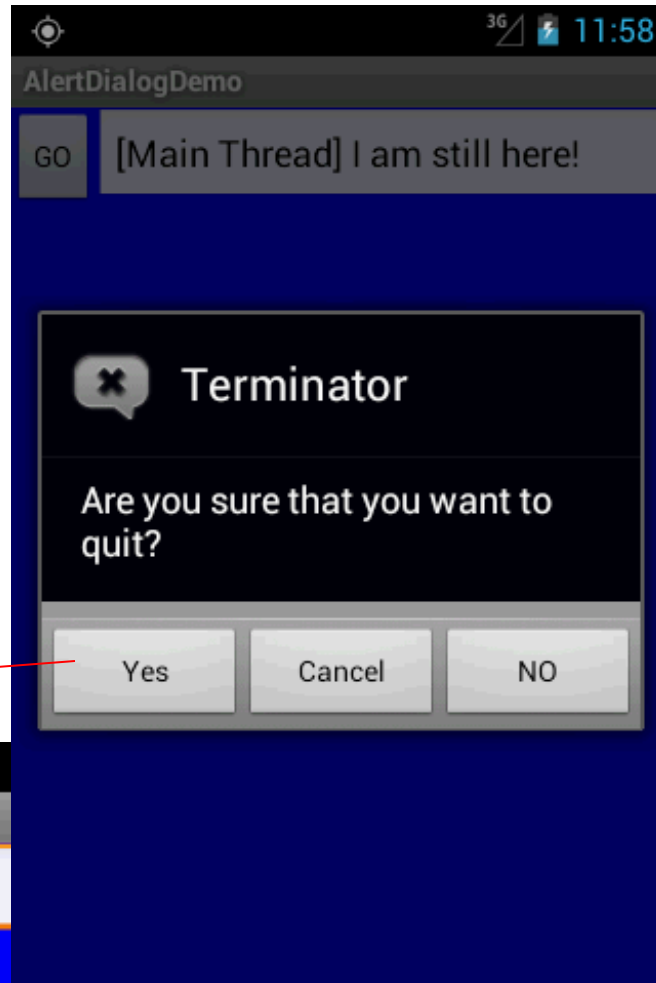 3G 11:58
AlertDialogDemo
GO [Main Thread] I am still here!
Terminator
Are you sure that you want to
quit?
Yes Cancel NO